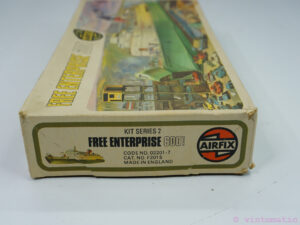 FREE ENTERPRISE
KIT SERIES 2
FREE ENTERPRISE
CODE NO. 02201-7
CAT. NO. F201S
MADE IN ENGLAND
AIRFIX
© vintomatic